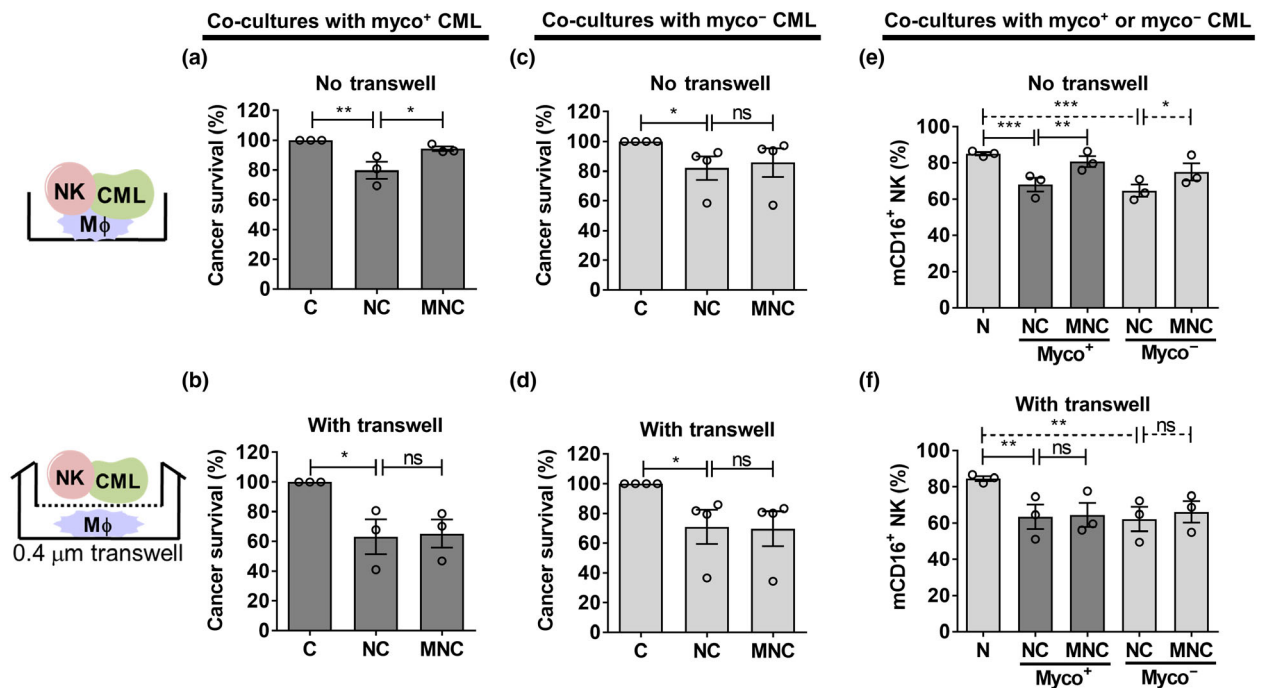 Co-cultures with myco⁺ CML
Co-cultures with myco⁻ CML
Co-cultures with myco⁺ or myco⁻ CML
NK CML
Mϕ
(a)
No transwell
** *
Cancer survival (%)
120
100
80
60
40
20
0
C NC MNC
(c)
No transwell
* ns
Cancer survival (%)
120
100
80
60
40
20
0
C NC MNC
(e)
No transwell
*** *
*** **
mCD16⁺ NK (%)
100
80
60
40
20
0
N NC MNC NC MNC
Myco⁺ Myco⁻
NK CML
Mϕ
0.4 μm transwell
(b)
With transwell
* ns
Cancer survival (%)
120
100
80
60
40
20
0
C NC MNC
(d)
With transwell
* ns
Cancer survival (%)
120
100
80
60
40
20
0
C NC MNC
(f)
With transwell
** ns
** ns
mCD16⁺ NK (%)
100
80
60
40
20
0
N NC MNC NC MNC
Myco⁺ Myco⁻